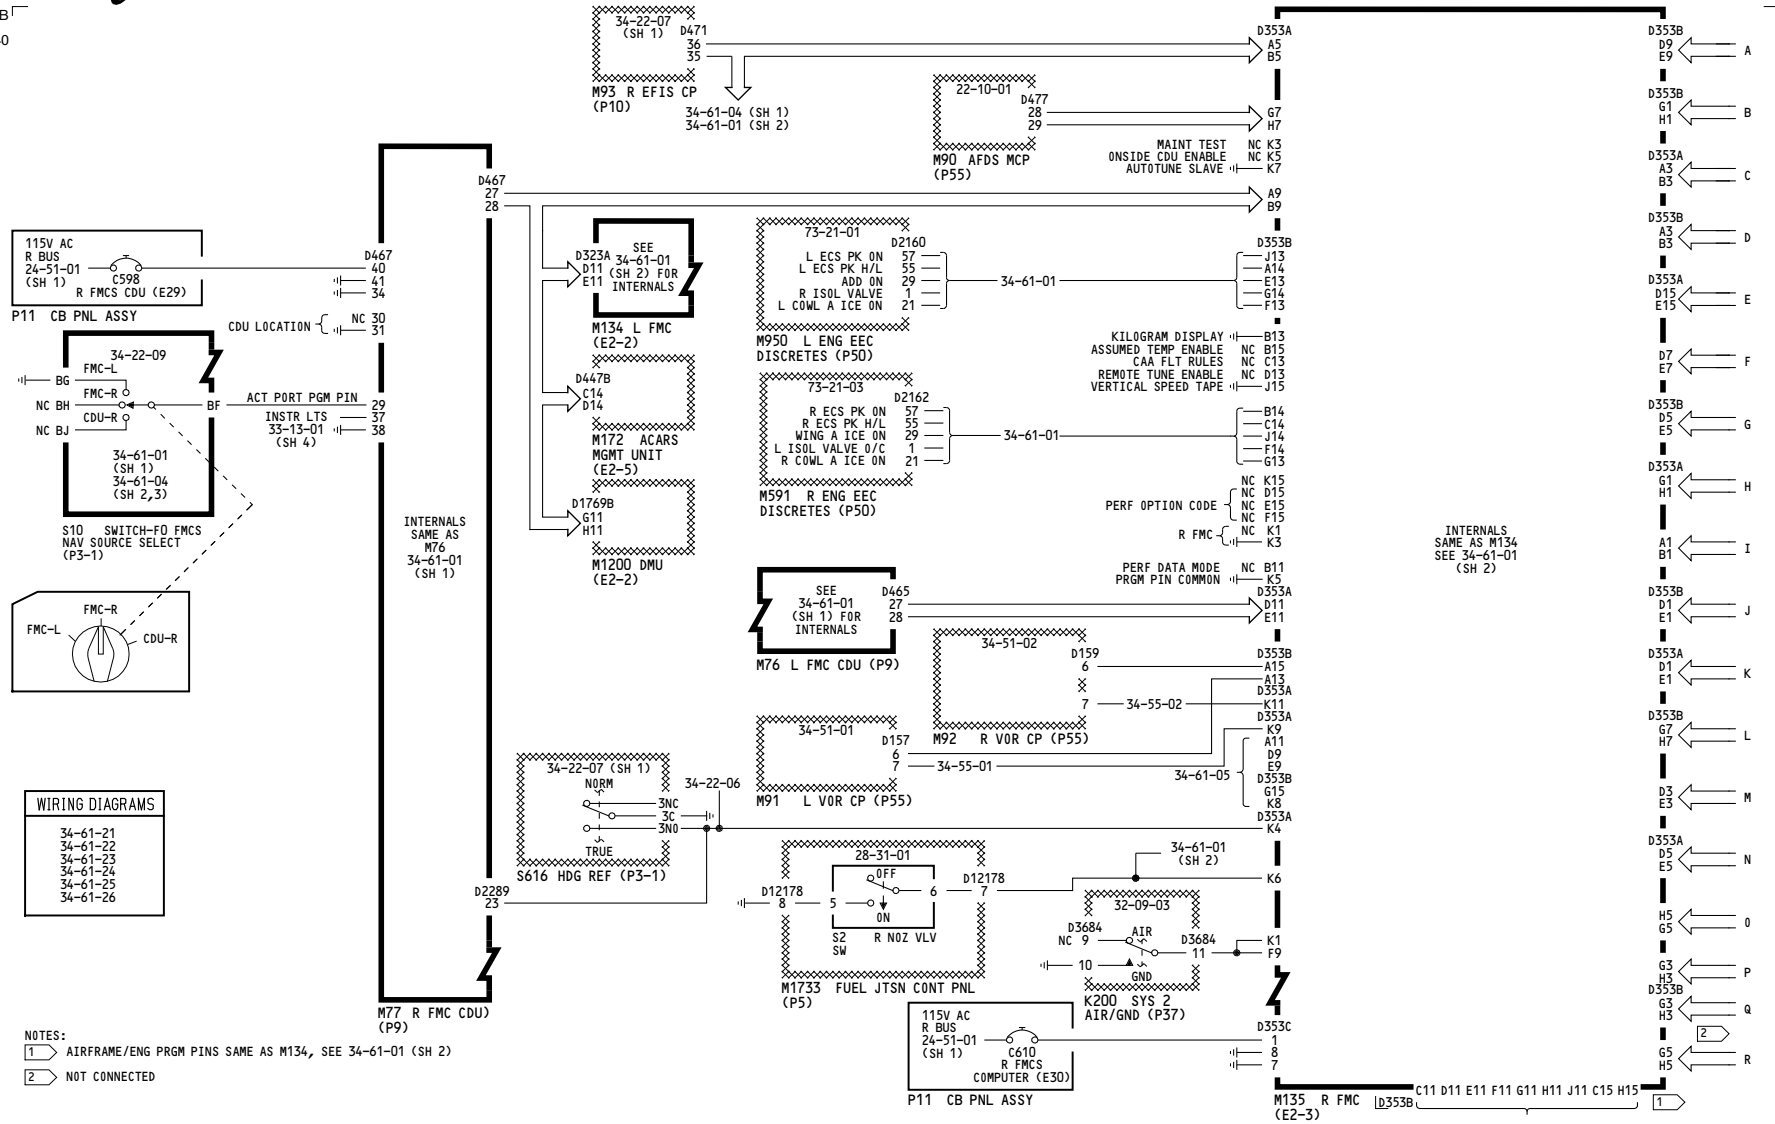 B
40
34-22-07
(SH 1)
D471
36
35
M93 R EFIS CP
(P10)
34-61-04 (SH 1)
34-61-01 (SH 2)
22-10-01
D477
28
29
M90 AFDS MCP
(P55)
D353A
A5
B5
G7
H7
MAINT TEST NC K3
ONSIDE CDU ENABLE NC K5
AUTOTUNE SLAVE K7
A9
B9
D467
27
28
115V AC
R BUS
24-51-01
(SH 1)
C598
R FMCS CDU (E29)
P11 CB PNL ASSY
D467
40
41
34
CDU LOCATION
NC 30
31
34-22-09
FMC-L
BG
FMC-R
NC BH
CDU-R
NC BJ
BF
34-61-01
(SH 1)
34-61-04
(SH 2,3)
ACT PORT PGM PIN 29
INSTR LTS 37
33-13-01 38
(SH 4)
S10 SWITCH-FO FMCS
NAV SOURCE SELECT
(P3-1)
FMC-R
FMC-L
CDU-R
INTERNALS
SAME AS
M76
34-61-01
(SH 1)
D2289
23
M77 R FMC CDU)
(P9)
D323A
D11
E11
SEE
34-61-01
(SH 2) FOR
INTERNALS
M134 L FMC
(E2-2)
D447B
C14
D14
M172 ACARS
MGMT UNIT
(E2-5)
D1769B
G11
H11
M1200 DMU
(E2-2)
73-21-01
D2160
L ECS PK ON 57
L ECS PK H/L 55
ADD ON 29
R ISOL VALVE 1
L COWL A ICE ON 21
M950 L ENG EEC
DISCRETES (P50)
34-61-01
D353B
J13
A14
E13
G14
F13
KILOGRAM DISPLAY B13
ASSUMED TEMP ENABLE NC B15
CAA FLT RULES NC C13
REMOTE TUNE ENABLE NC D13
VERTICAL SPEED TAPE J15
73-21-03
D2162
R ECS PK ON 57
R ECS PK H/L 55
WING A ICE ON 29
L ISOL VALVE O/C 1
R COWL A ICE ON 21
M591 R ENG EEC
DISCRETES (P50)
34-61-01
B14
C14
J14
F14
G13
NC K15
PERF OPTION CODE
NC D15
NC E15
NC F15
R FMC
NC K1
K3
PERF DATA MODE NC B11
PRGM PIN COMMON K5
D353A
D11
E11
SEE
34-61-01
(SH 1) FOR
INTERNALS
D465
27
28
M76 L FMC CDU (P9)
34-51-02
D159
6
7
34-55-02
M92 R VOR CP (P55)
D353B
A15
A13
D353A
K11
D353A
K9
34-51-01
D157
6
7
34-55-01
M91 L VOR CP (P55)
34-61-05
A11
D9
E9
D353B
G15
K8
D353A
K4
34-22-07 (SH 1)
NORM
3NC
3C
3NO
TRUE
34-22-06
S616 HDG REF (P3-1)
28-31-01
D12178
8
5
OFF
ON
6
D12178
7
S2
SW
R NOZ VLV
M1733 FUEL JTSN CONT PNL
(P5)
34-61-01
(SH 2)
K6
32-09-03
D3684
NC 9
10
AIR
GND
D3684
11
K1
F9
K200 SYS 2
AIR/GND (P37)
115V AC
R BUS
24-51-01
(SH 1)
C610
R FMCS
COMPUTER (E30)
P11 CB PNL ASSY
D353C
1
8
7
M135 R FMC
(E2-3)
D353B
C11 D11 E11 F11 G11 H11 J11 C15 H15
1
INTERNALS
SAME AS M134
SEE 34-61-01
(SH 2)
D353B
D9
E9
A
D353B
G1
H1
B
D353A
A3
B3
C
D353B
A3
B3
D
D353A
D15
E15
E
D7
E7
F
D353B
D5
E5
G
D353A
G1
H1
H
A1
B1
I
D353B
D1
E1
J
D353A
D1
E1
K
D353B
G7
H7
L
D3
E3
M
D353A
D5
E5
N
H5
G5
O
G3
H3
P
D353B
G3
H3
Q
2
G5
H5
R
WIRING DIAGRAMS
34-61-21
34-61-22
34-61-23
34-61-24
34-61-25
34-61-26
NOTES:
1 AIRFRAME/ENG PRGM PINS SAME AS M134, SEE 34-61-01 (SH 2)
2 NOT CONNECTED